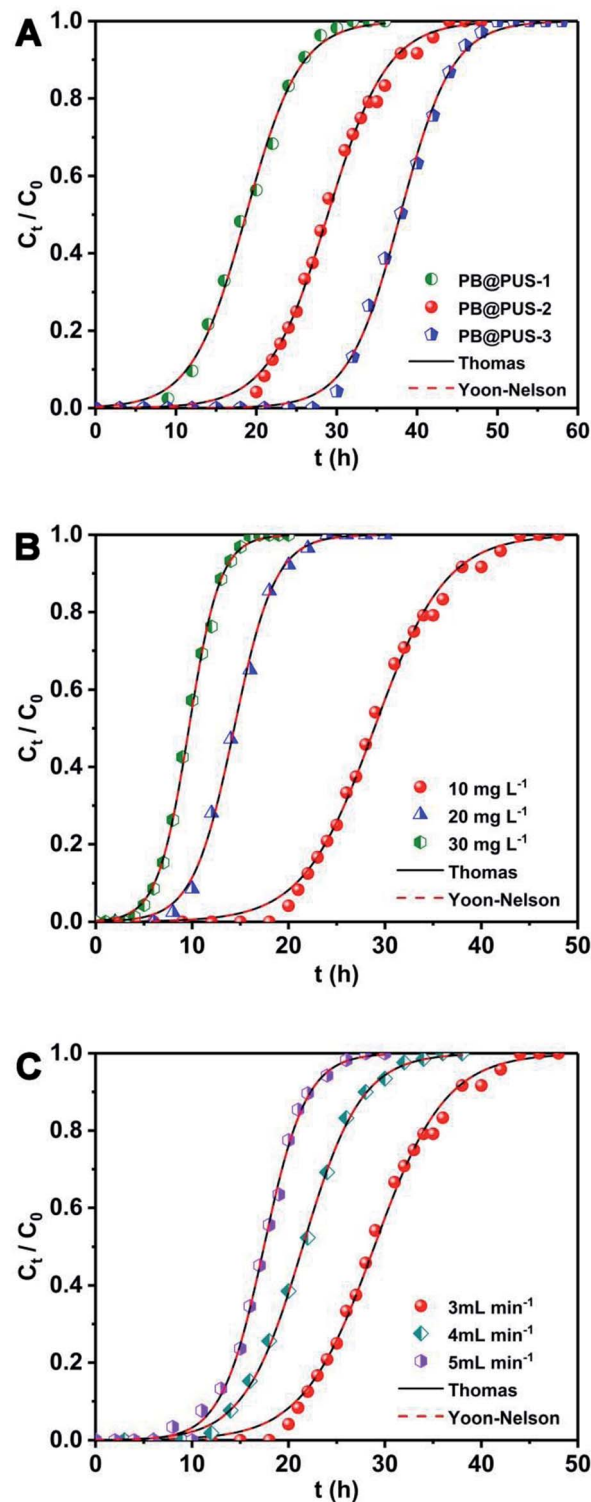 A
1.0
0.8
0.6
0.4
0.2
0.0
Cₜ / C₀
PB@PUS-1
PB@PUS-2
PB@PUS-3
Thomas
Yoon-Nelson
0 10 20 30 40 50 60
t (h)
B
1.0
0.8
0.6
0.4
0.2
0.0
Cₜ / C₀
10 mg L⁻¹
20 mg L⁻¹
30 mg L⁻¹
Thomas
Yoon-Nelson
0 10 20 30 40 50
t (h)
C
1.0
0.8
0.6
0.4
0.2
0.0
Cₜ / C₀
3mL min⁻¹
4mL min⁻¹
5mL min⁻¹
Thomas
Yoon-Nelson
0 10 20 30 40 50
t (h)